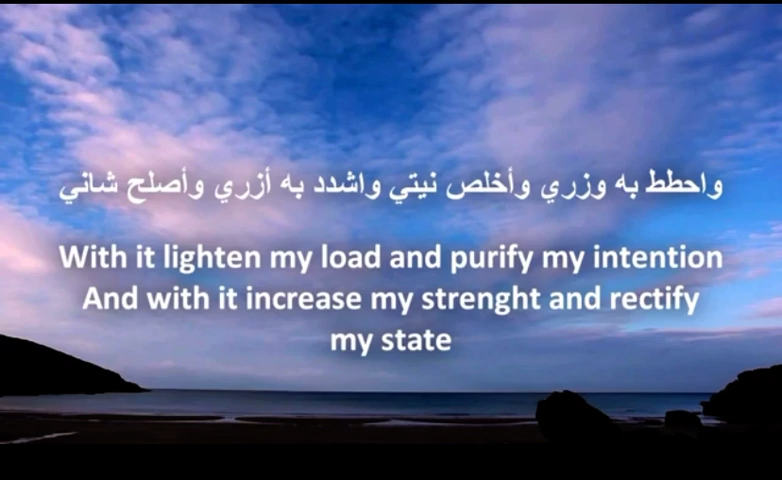 واحطط به وزري وأخلص نيتي واشدد به أزري وأصلح شاني
With it lighten my load and purify my intention
And with it increase my strenght and rectify
my state